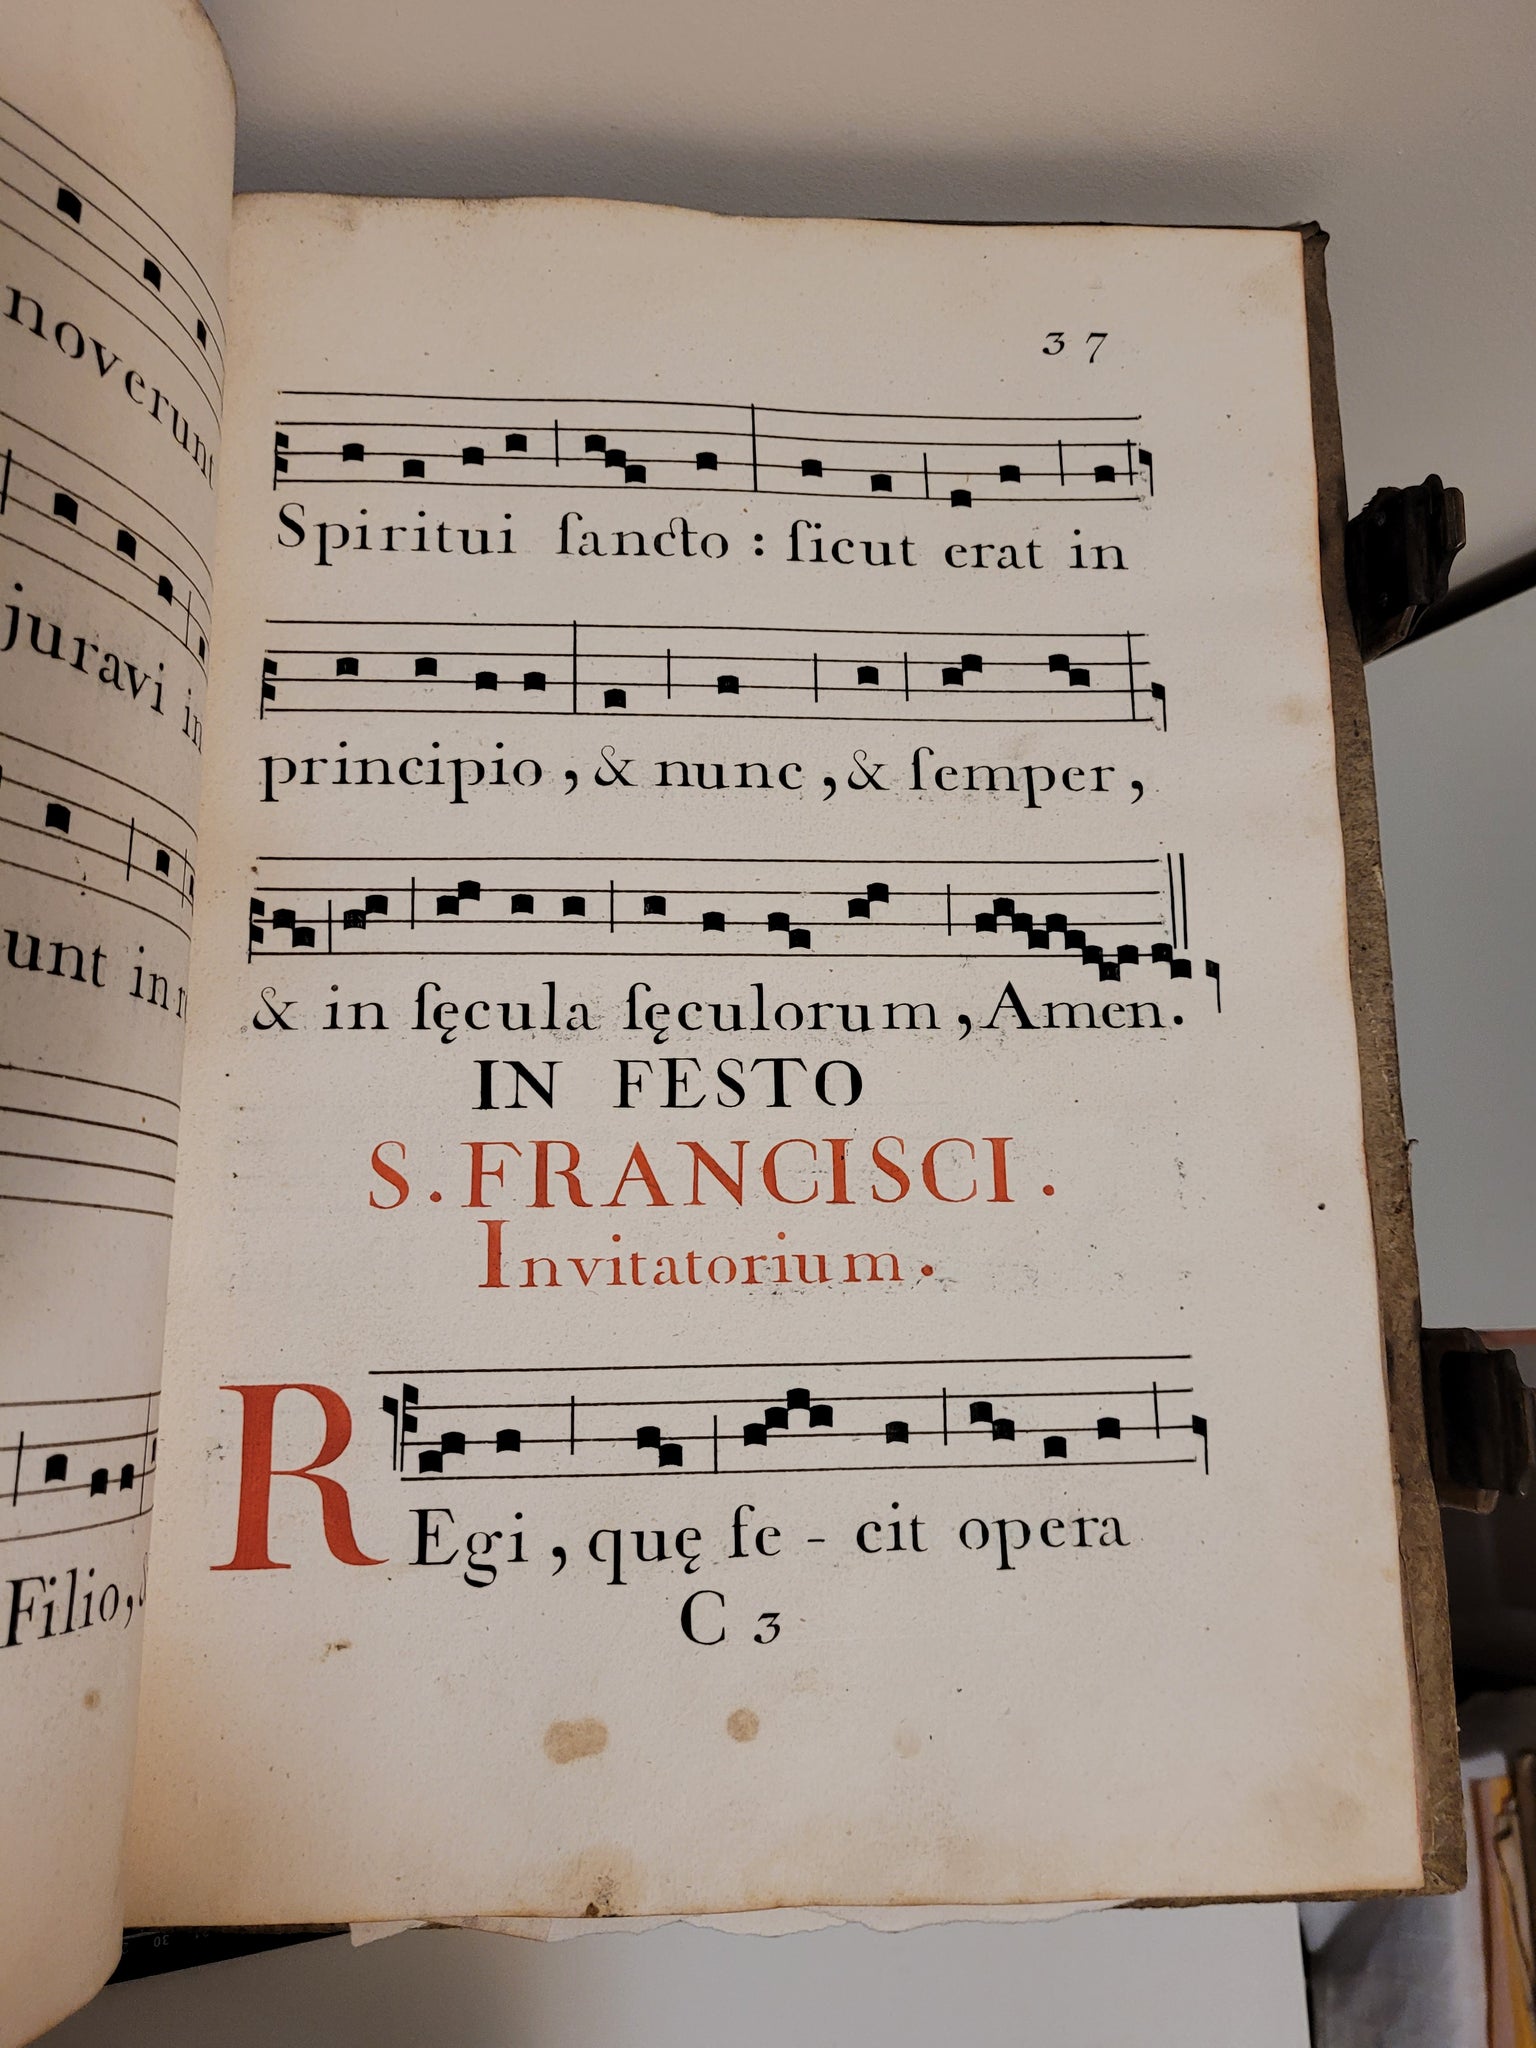 noverunt
juravi in
unt in
Filio,
37
Spiritui ſancto : ſicut erat in
principio , & nunc , & ſemper ,
& in ſęcula ſęculorum , Amen.
IN FESTO
S. FRANCISCI.
Invitatorium.
REgi , quę fe - cit opera
C 3